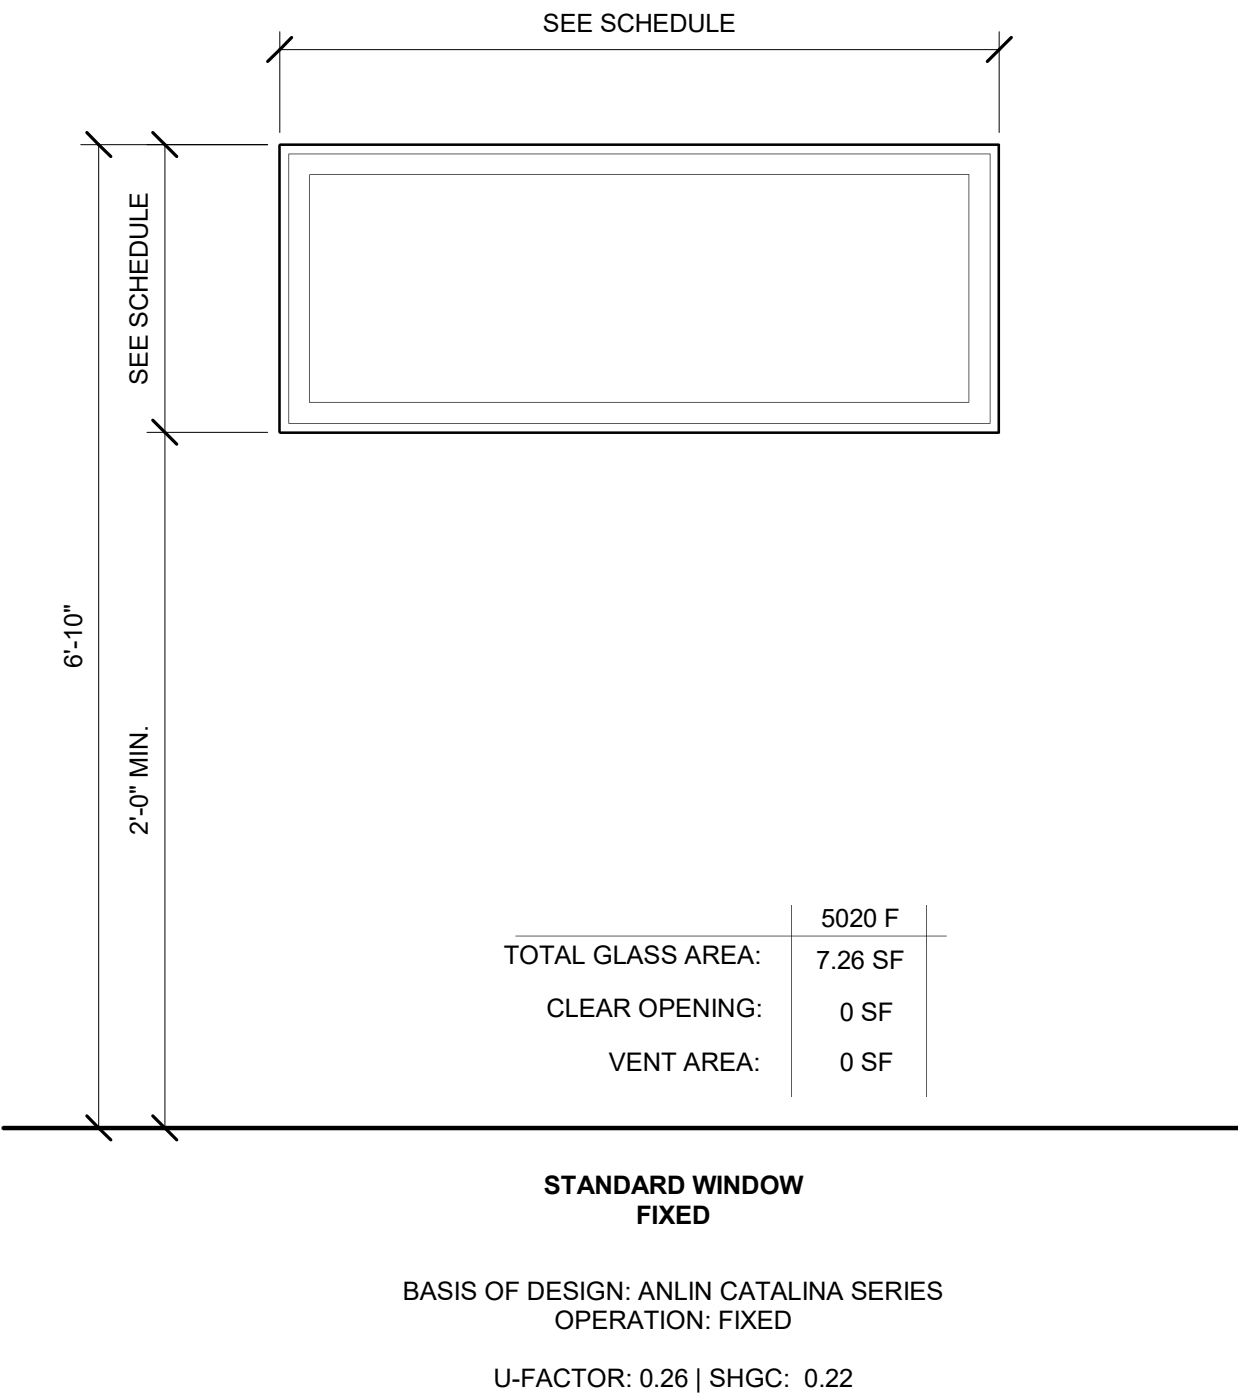 SEE SCHEDULE
SEE SCHEDULE
6'-10"
2'-0" MIN.
5020 F
TOTAL GLASS AREA: 7.26 SF
CLEAR OPENING: 0 SF
VENT AREA: 0 SF
STANDARD WINDOW
FIXED
BASIS OF DESIGN: ANLIN CATALINA SERIES
OPERATION: FIXED
U-FACTOR: 0.26 | SHGC: 0.22